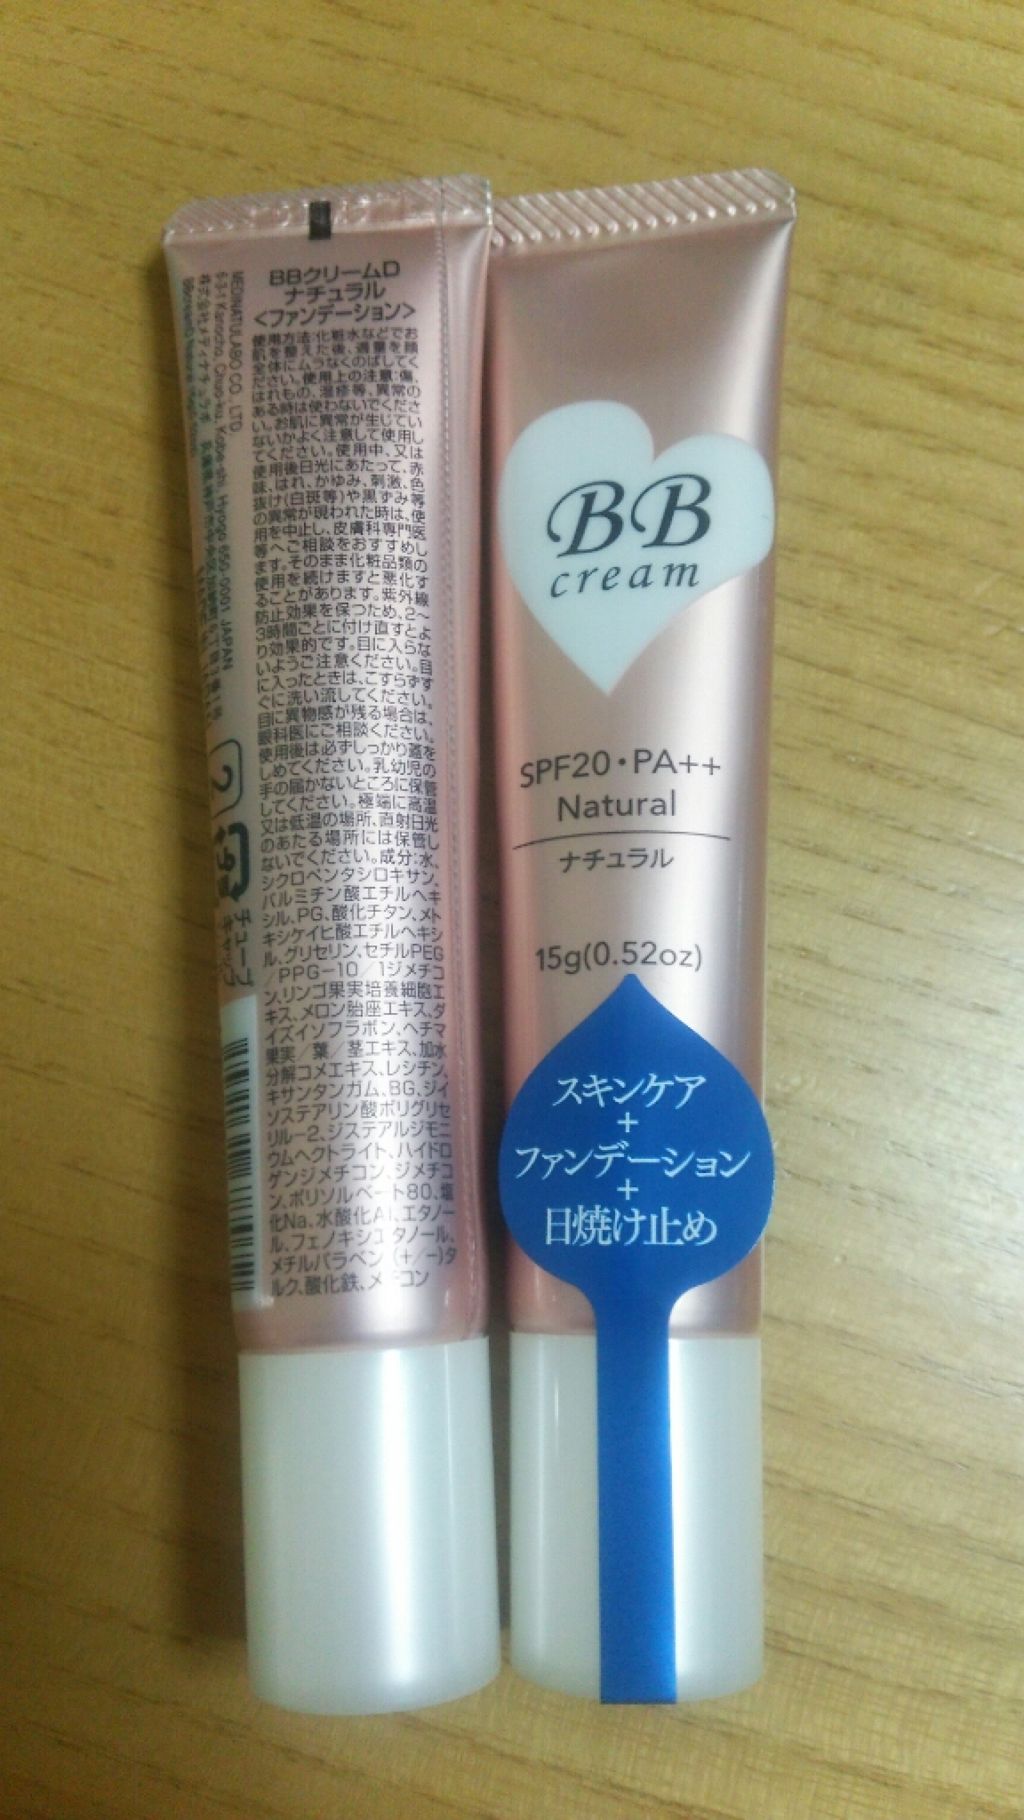 BBクリームD
ナチュラル
<ファンデーション>
使用方法:化粧水などでお
肌を整えた後、適量を顔
全体にムラなくのばしてく
ださい。使用上の注意:傷、
はれもの、湿疹等、異常の
ある時は使わないでくださ
い。お肌に異常が生じてい
ないかよく注意して使用し
てください。使用中、又は
使用後日光にあたって、赤
味、はれ、かゆみ、刺激、色
抜け(白斑等)や黒ずみ等
の異常が現われた時は、使
用を中止し、皮膚科専門医
等へご相談をおすすめし
ます。そのまま化粧品類の
使用を続けますと悪化す
ることがあります。紫外線
防止効果を保つため、2〜
3時間ごとに付け直すとよ
り効果的です。目に入らな
いようご注意ください。目
に入ったときは、こすらずす
ぐに洗い流してください。
目に異物感が残る場合は、
眼科医にご相談ください。
使用後は必ずしっかり蓋を
しめてください。乳幼児の
手の届かないところに保管
してください。極端に高温
又は低温の場所、直射日光
のあたる場所には保管し
ないでください。成分:水、
シクロペンタシロキサン、
パルミチン酸エチルヘキ
シル、PG、酸化チタン、メト
キシケイヒ酸エチルヘキシ
ル、グリセリン、セチルPEG
/PPG-10/1ジメチコ
ン、リンゴ果実培養細胞エ
キス、メロン胎座エキス、ダ
イズイソフラボン、ヘチマ
果実/葉/茎エキス、加水
分解コメエキス、レシチン、
キサンタンガム、BG、ジイ
ソステアリン酸ポリグリセ
リル-2、ジステアルジモニ
ウムヘクトライト、ハイドロ
ゲンジメチコン、ジメチコ
ン、ポリソルベート80、塩
化Na、水酸化Al、エタノー
ル、フェノキシエタノール、
メチルパラベン (+/-)タ
ルク、酸化鉄、メチコン
MEDINATULABO CO., LTD.
Kobe-shi, Hyogo 650-0001 JAPAN
株式会社メディナチュラボ
2
チューブ
キャップ
BB
cream
SPF20・PA++
Natural
ナチュラル
15g(0.52oz)
スキンケア
+
ファンデーション
+
日焼け止め